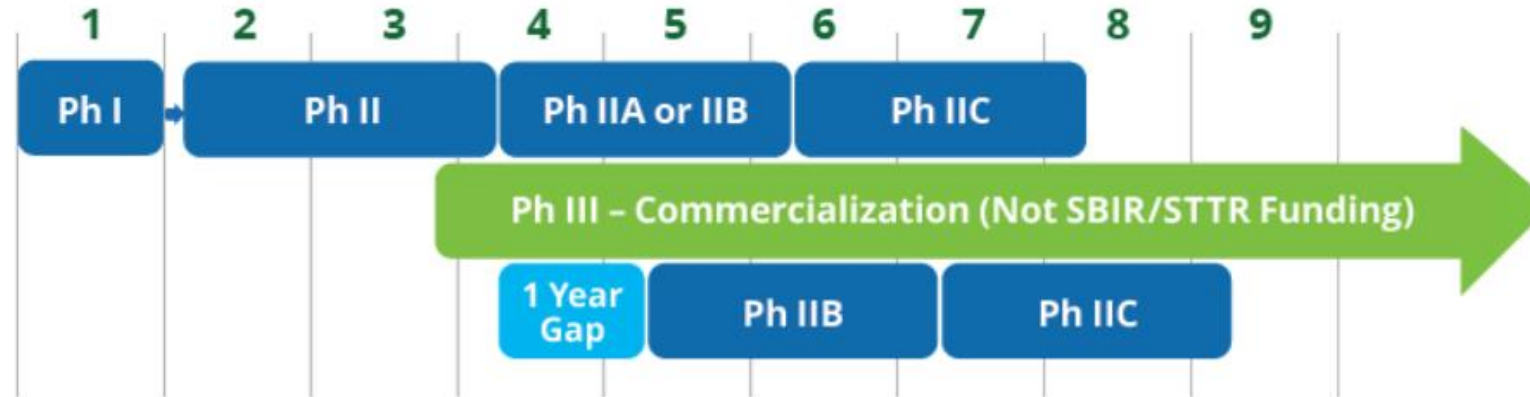 1 2 3 4 5 6 7 8 9
Ph I Ph II Ph IIA or IIB Ph IIC
Ph III – Commercialization (Not SBIR/STTR Funding)
1 Year
Gap
Ph IIB Ph IIC